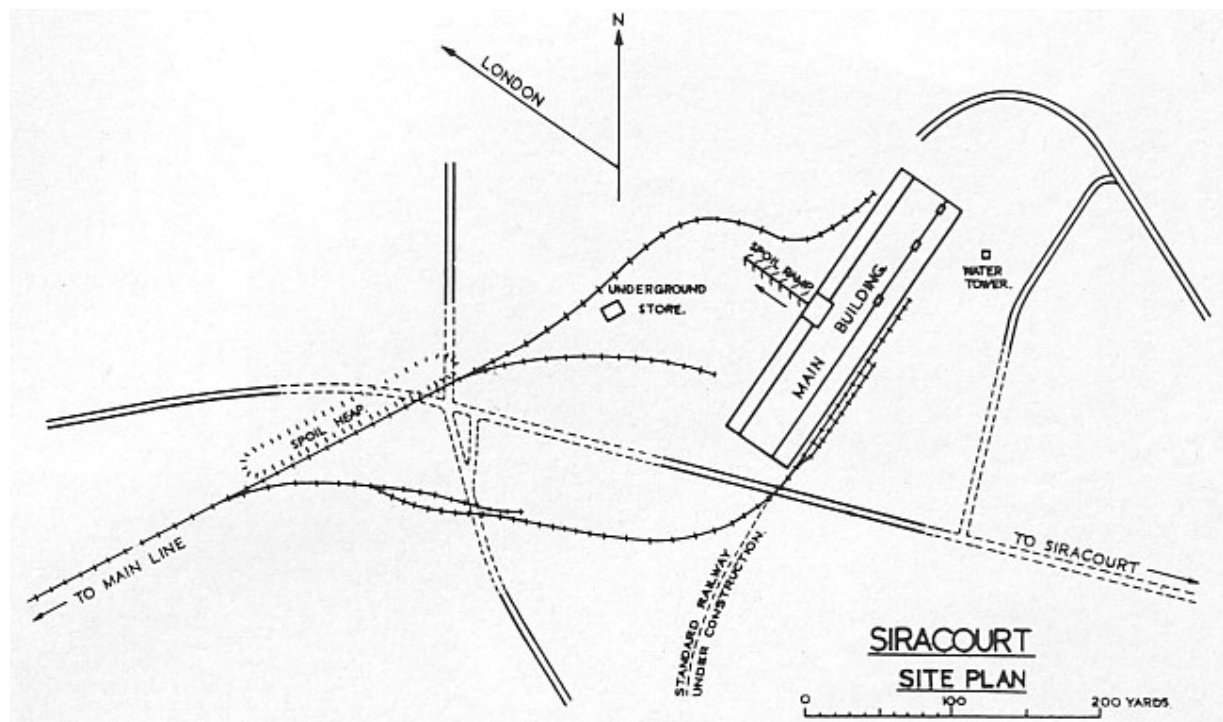 N
LONDON
SPOIL RAMP
UNDERGROUND
STORE.
WATER
TOWER.
MAIN BUILDING
SPOIL HEAP
TO MAIN LINE
STANDARD RAILWAY
UNDER CONSTRUCTION.
TO SIRACOURT
SIRACOURT
SITE PLAN
0 100 200 YARDS.